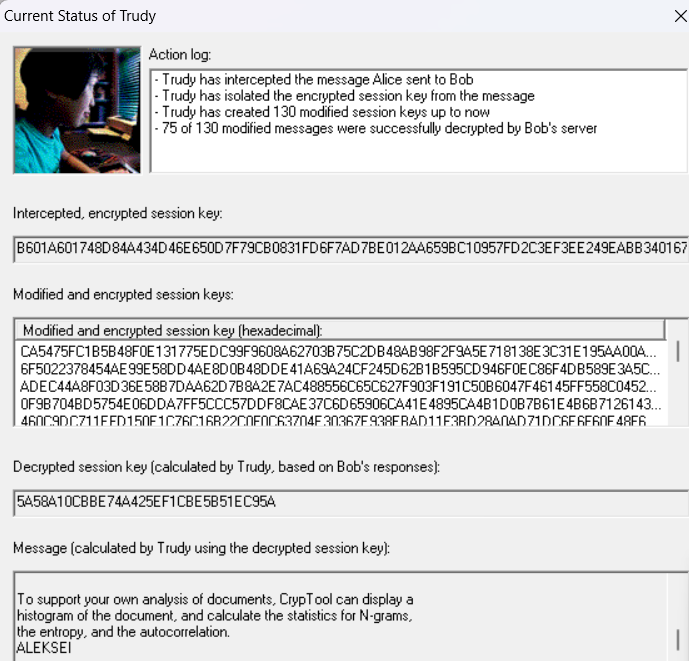 Current Status of Trudy
Action log:
- Trudy has intercepted the message Alice sent to Bob
- Trudy has isolated the encrypted session key from the message
- Trudy has created 130 modified session keys up to now
- 75 of 130 modified messages were successfully decrypted by Bob's server
Intercepted, encrypted session key:
B601A601748D84A434D46E650D7F79CB0831FD6F7AD7BE012AA659BC10957FD2C3EF3EE249EABB340167
Modified and encrypted session keys:
Modified and encrypted session key (hexadecimal):
CA5475FC1B5B48F0E131775EDC99F9608A62703B75C2DB48AB98F2F9A5E718138E3C31E195AA00A...
6F5022378454AE99E58DD4AE8D0B48DDE41A69A24CF245D62B1B595CD946F0EC86F4DB589E3A5C...
ADEC44A8F03D36E58B7DAA62D7B8A2E7AC488556C65C627F903F191C50B6047F46145FF558C0452...
0F9B704BD5754E06DDA7FF5CCC57DDF8CAE37C6D65906CA41E4895CA4B1D0B7B61E4B6B7126143...
Decrypted session key (calculated by Trudy, based on Bob's responses):
5A58A10CBBE74A425EF1CBE5B51EC95A
Message (calculated by Trudy using the decrypted session key):
To support your own analysis of documents, CrypTool can display a
histogram of the document, and calculate the statistics for N-grams,
the entropy, and the autocorrelation.
ALEKSEI